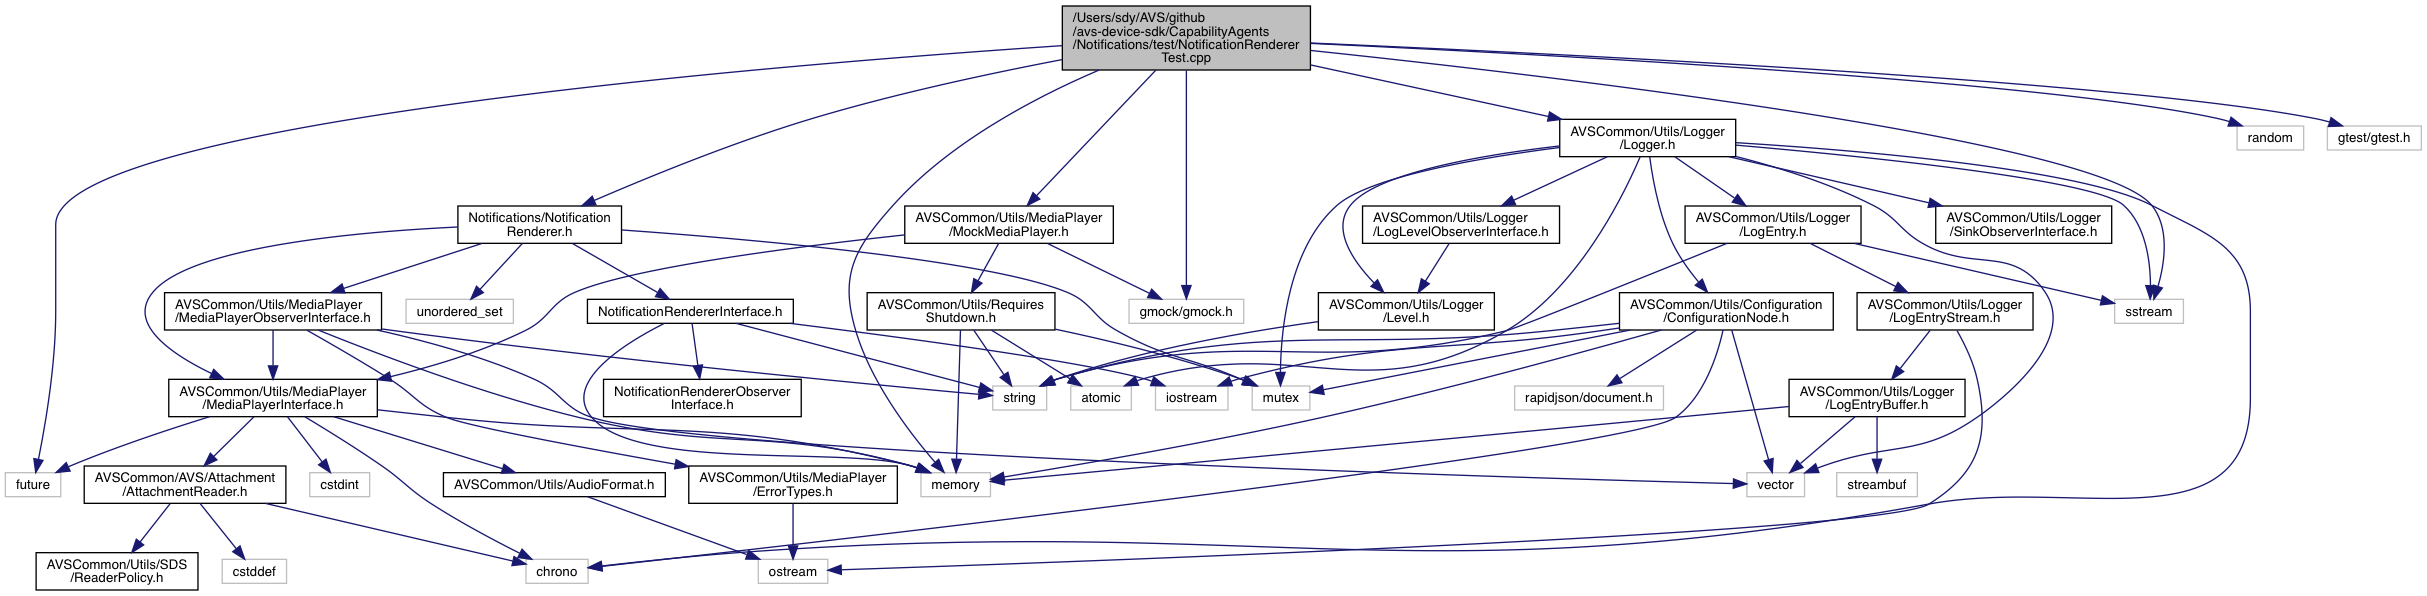 /Users/sdy/AVS/github
/avs-device-sdk/CapabilityAgents
/Notifications/test/NotificationRenderer
Test.cpp
AVSCommon/Utils/Logger
/Logger.h
random
gtest/gtest.h
Notifications/Notification
Renderer.h
AVSCommon/Utils/MediaPlayer
/MockMediaPlayer.h
AVSCommon/Utils/Logger
/LogLevelObserverInterface.h
AVSCommon/Utils/Logger
/LogEntry.h
AVSCommon/Utils/Logger
/SinkObserverInterface.h
AVSCommon/Utils/MediaPlayer
/MediaPlayerObserverInterface.h
unordered_set
NotificationRendererInterface.h
AVSCommon/Utils/Requires
Shutdown.h
gmock/gmock.h
AVSCommon/Utils/Logger
/Level.h
AVSCommon/Utils/Configuration
/ConfigurationNode.h
AVSCommon/Utils/Logger
/LogEntryStream.h
sstream
AVSCommon/Utils/MediaPlayer
/MediaPlayerInterface.h
NotificationRendererObserver
Interface.h
string
atomic
iostream
mutex
rapidjson/document.h
AVSCommon/Utils/Logger
/LogEntryBuffer.h
future
AVSCommon/AVS/Attachment
/AttachmentReader.h
cstdint
AVSCommon/Utils/AudioFormat.h
AVSCommon/Utils/MediaPlayer
/ErrorTypes.h
memory
vector
streambuf
AVSCommon/Utils/SDS
/ReaderPolicy.h
cstddef
chrono
ostream